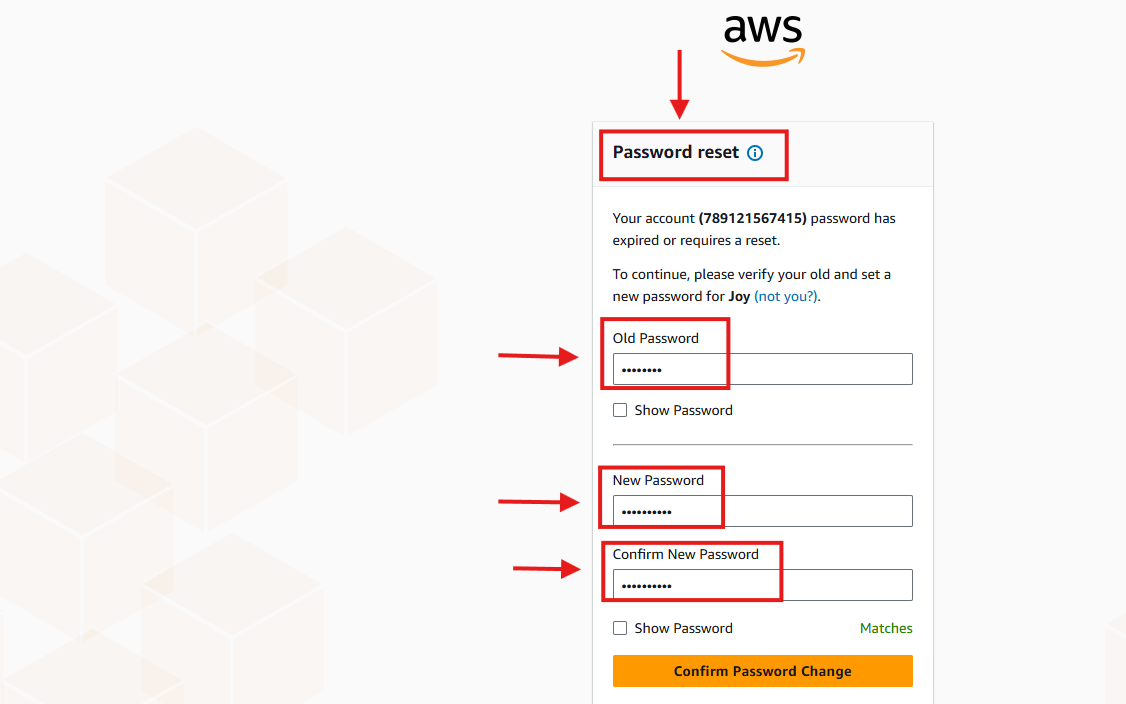 aws
Password reset
Your account (789121567415) password has
expired or requires a reset.
To continue, please verify your old and set a
new password for Joy (not you?).
Old Password
••••••••
Show Password
New Password
••••••••••
Confirm New Password
••••••••••
Show Password Matches
Confirm Password Change